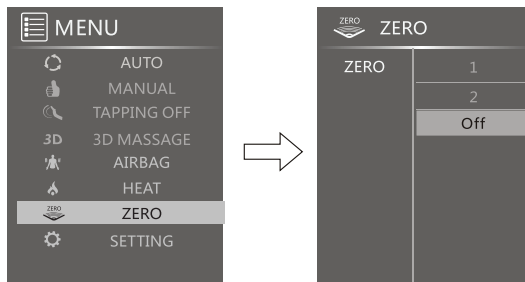 MENU
AUTO
MANUAL
TAPPING OFF
3D 3D MASSAGE
AIRBAG
HEAT
ZERO ZERO
SETTING
ZERO ZERO
ZERO 1
2
Off